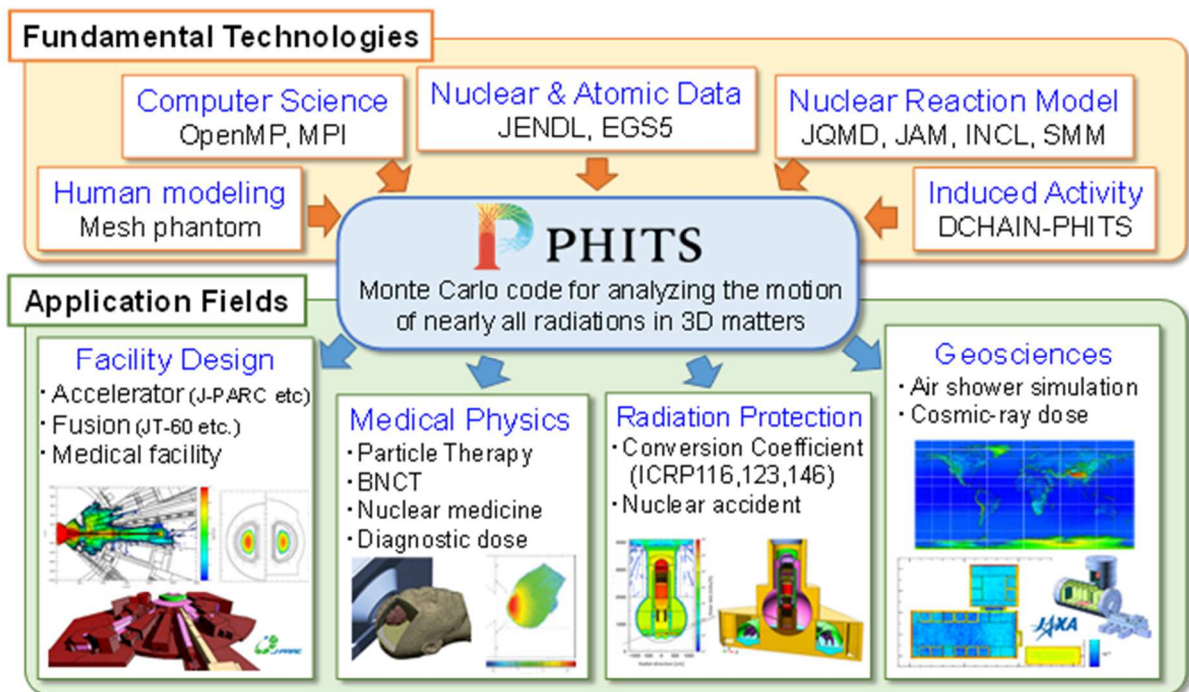 Fundamental Technologies
Computer Science
OpenMP, MPI
Nuclear & Atomic Data
JENDL, EGS5
Nuclear Reaction Model
JQMD, JAM, INCL, SMM
Human modeling
Mesh phantom
Induced Activity
DCHAIN-PHITS
PHITS
Monte Carlo code for analyzing the motion
of nearly all radiations in 3D matters
Application Fields
Facility Design
・Accelerator (J-PARC etc)
・Fusion (JT-60 etc.)
・Medical facility
J-PARC
Medical Physics
・Particle Therapy
・BNCT
・Nuclear medicine
・Diagnostic dose
Radiation Protection
・Conversion Coefficient
(ICRP116,123,146)
・Nuclear accident
Geosciences
・Air shower simulation
・Cosmic-ray dose
JAXA